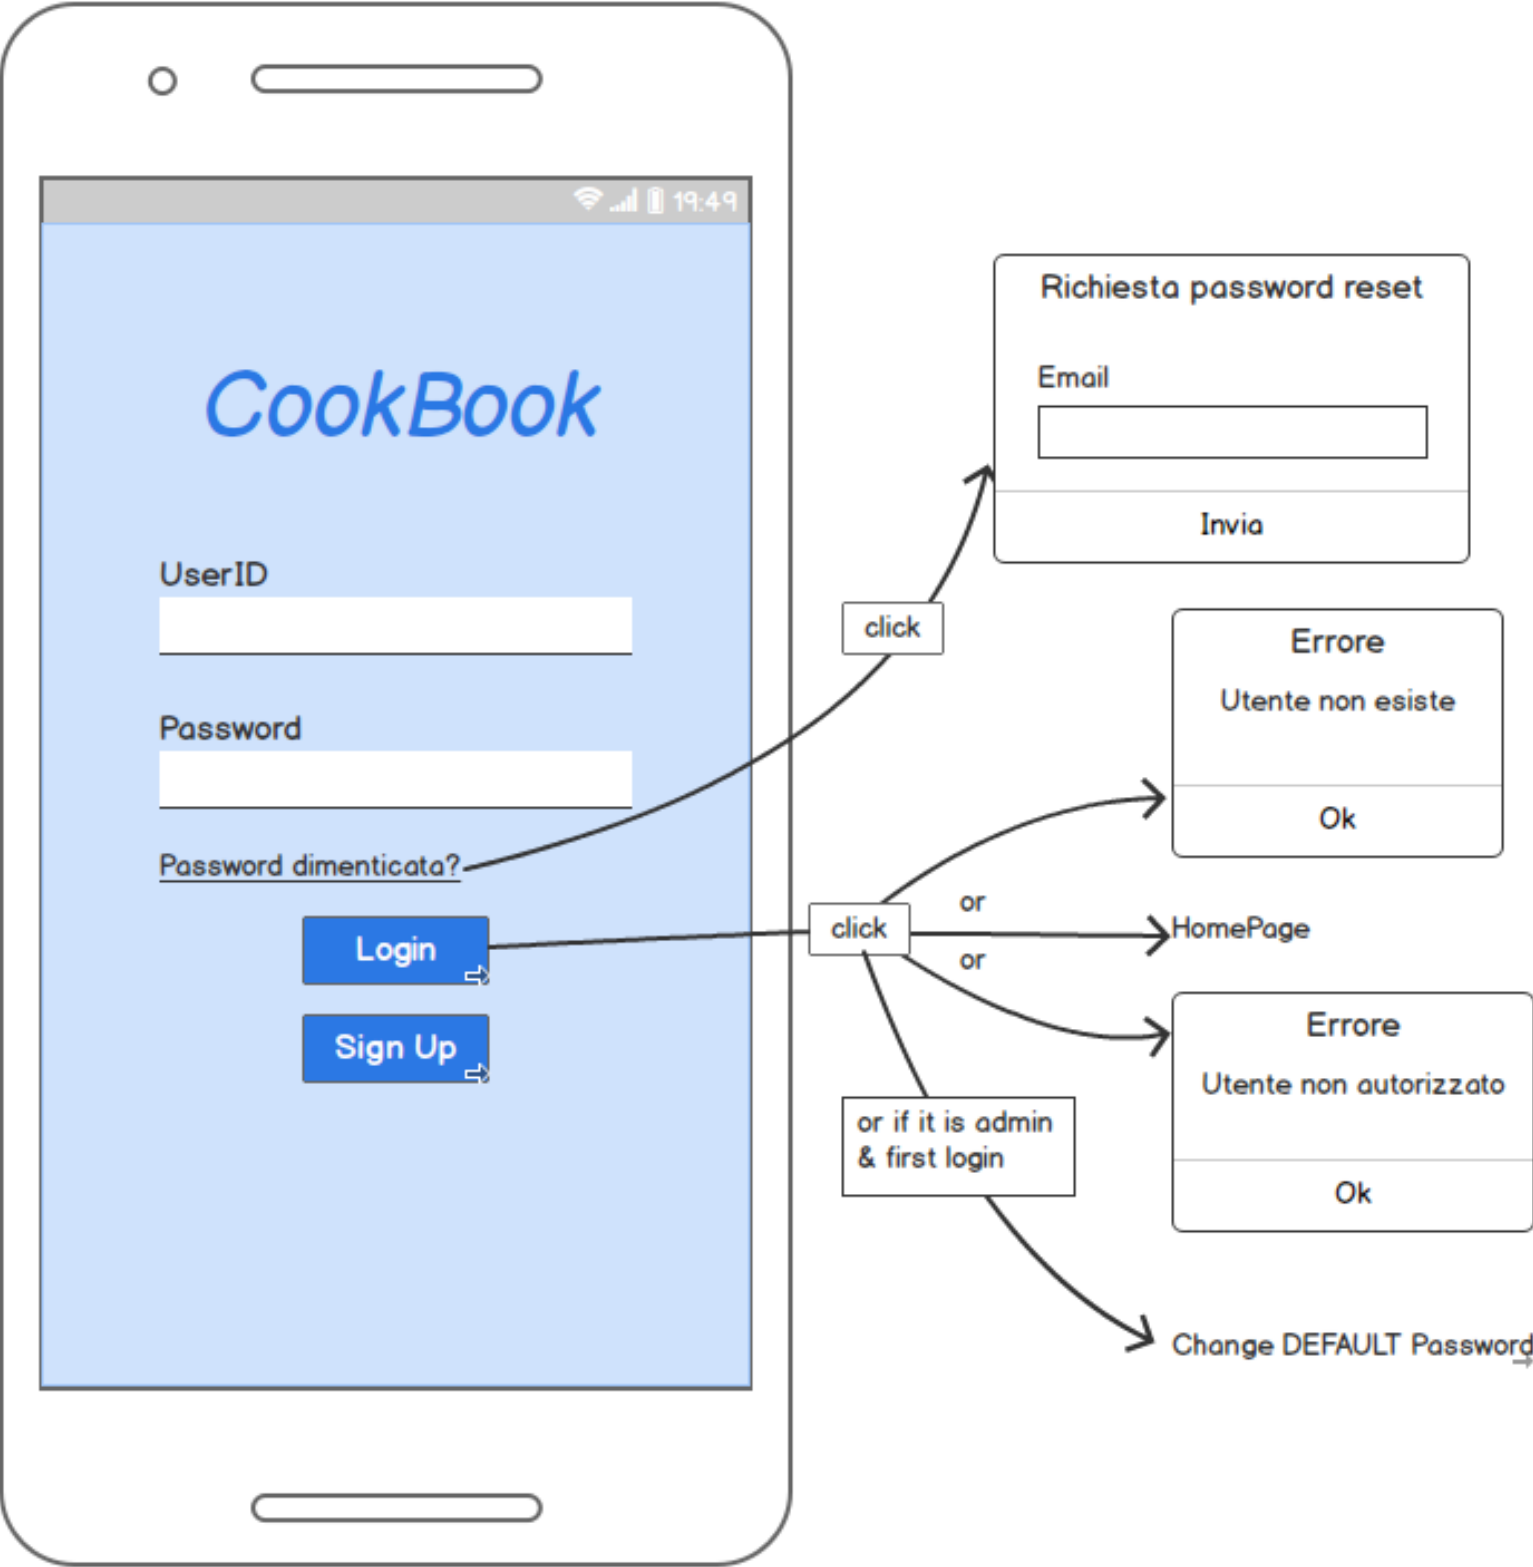 19:49
CookBook
UserID
Password
Password dimenticata?
Login
Sign Up
click
Richiesta password reset
Email
Invia
Errore
Utente non esiste
Ok
click
or
HomePage
or
Errore
Utente non autorizzato
Ok
or if it is admin
& first login
Change DEFAULT Password